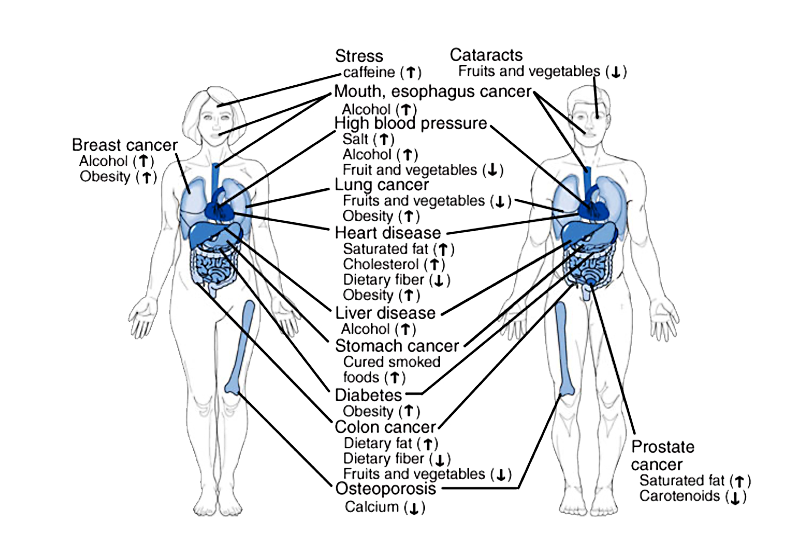 Stress
caffeine (↑)
Cataracts
Fruits and vegetables (↓)
Mouth, esophagus cancer
Alcohol (↑)
High blood pressure
Salt (↑)
Alcohol (↑)
Fruit and vegetables (↓)
Breast cancer
Alcohol (↑)
Obesity (↑)
Lung cancer
Fruits and vegetables (↓)
Obesity (↑)
Heart disease
Saturated fat (↑)
Cholesterol (↑)
Dietary fiber (↓)
Obesity (↑)
Liver disease
Alcohol (↑)
Stomach cancer
Cured smoked
foods (↑)
Diabetes
Obesity (↑)
Colon cancer
Dietary fat (↑)
Dietary fiber (↓)
Fruits and vegetables (↓)
Osteoporosis
Calcium (↓)
Prostate
cancer
Saturated fat (↑)
Carotenoids (↓)